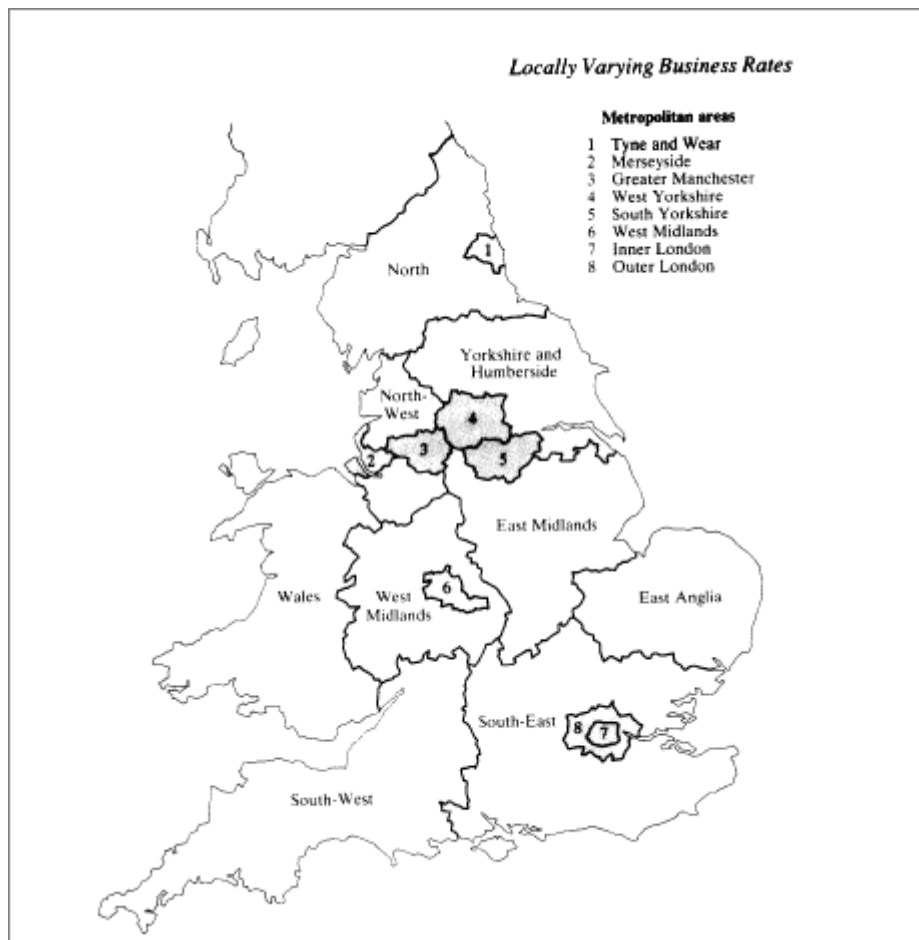 Locally Varying Business Rates
Metropolitan areas
1 Tyne and Wear
2 Merseyside
3 Greater Manchester
4 West Yorkshire
5 South Yorkshire
6 West Midlands
7 Inner London
8 Outer London
1
North
Yorkshire and
Humberside
North-
West
4
3
2
5
East Midlands
6
Wales
West
Midlands
East Anglia
South-East
8
7
South-West